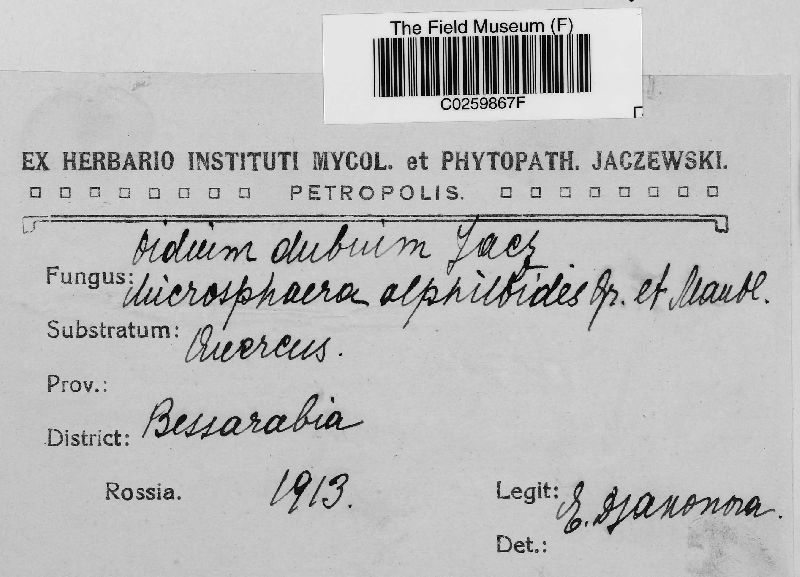 The Field Museum (F)
C0259867F
EX HERBARIO INSTITUTI MYCOL. et PHYTOPATH. JACZEWSKI.
PETROPOLIS.
Oidium dubium Jacz
Fungus: Microsphaera alphitoides Gr. et Maubl.
Substratum: Quercus.
Prov.:
District: Bessarabia
Rossia. 1913.
Legit: E.
Det.: